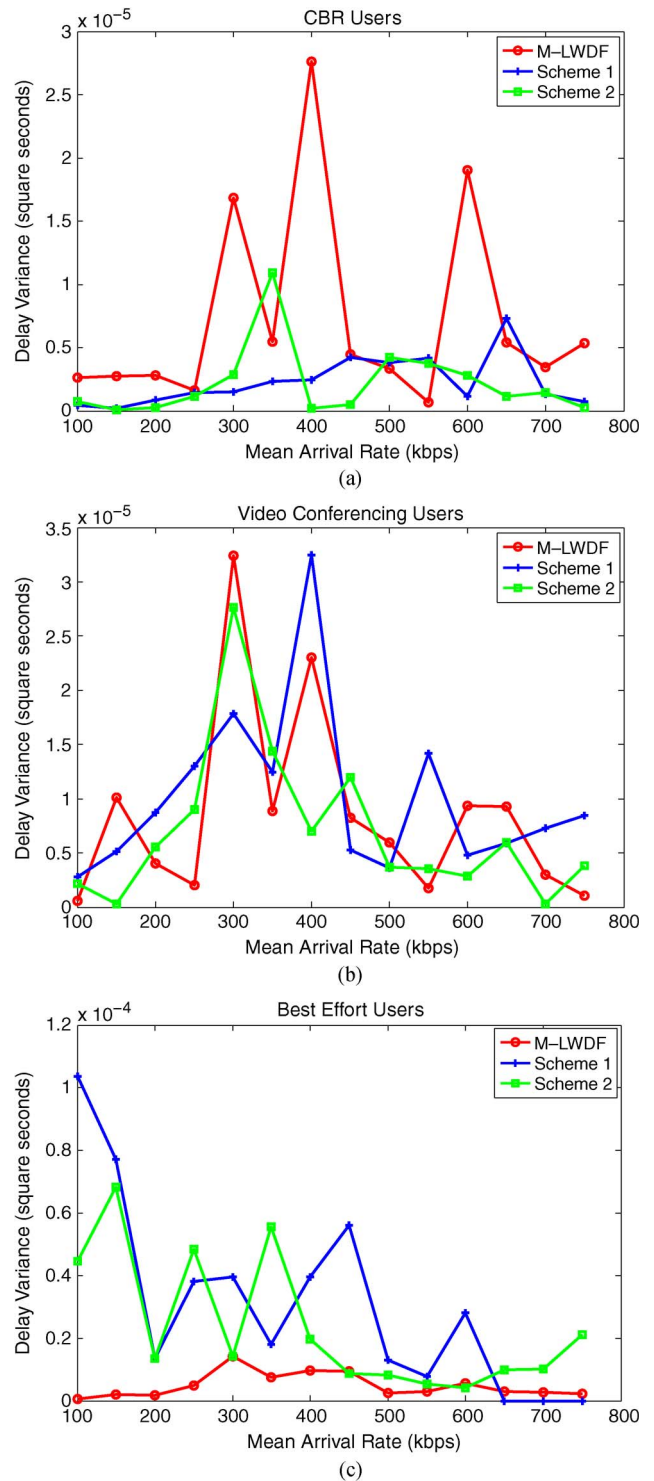 CBR Users
x 10⁻⁵
3
2.5
2
1.5
1
0.5
0
Delay Variance (square seconds)
M–LWDF
Scheme 1
Scheme 2
100 200 300 400 500 600 700 800
Mean Arrival Rate (kbps)
(a)
Video Conferencing Users
x 10⁻⁵
3.5
3
2.5
2
1.5
1
0.5
0
Delay Variance (square seconds)
M–LWDF
Scheme 1
Scheme 2
100 200 300 400 500 600 700 800
Mean Arrival Rate (kbps)
(b)
Best Effort Users
x 10⁻⁴
1.2
1
0.8
0.6
0.4
0.2
0
Delay Variance (square seconds)
M–LWDF
Scheme 1
Scheme 2
100 200 300 400 500 600 700 800
Mean Arrival Rate (kbps)
(c)